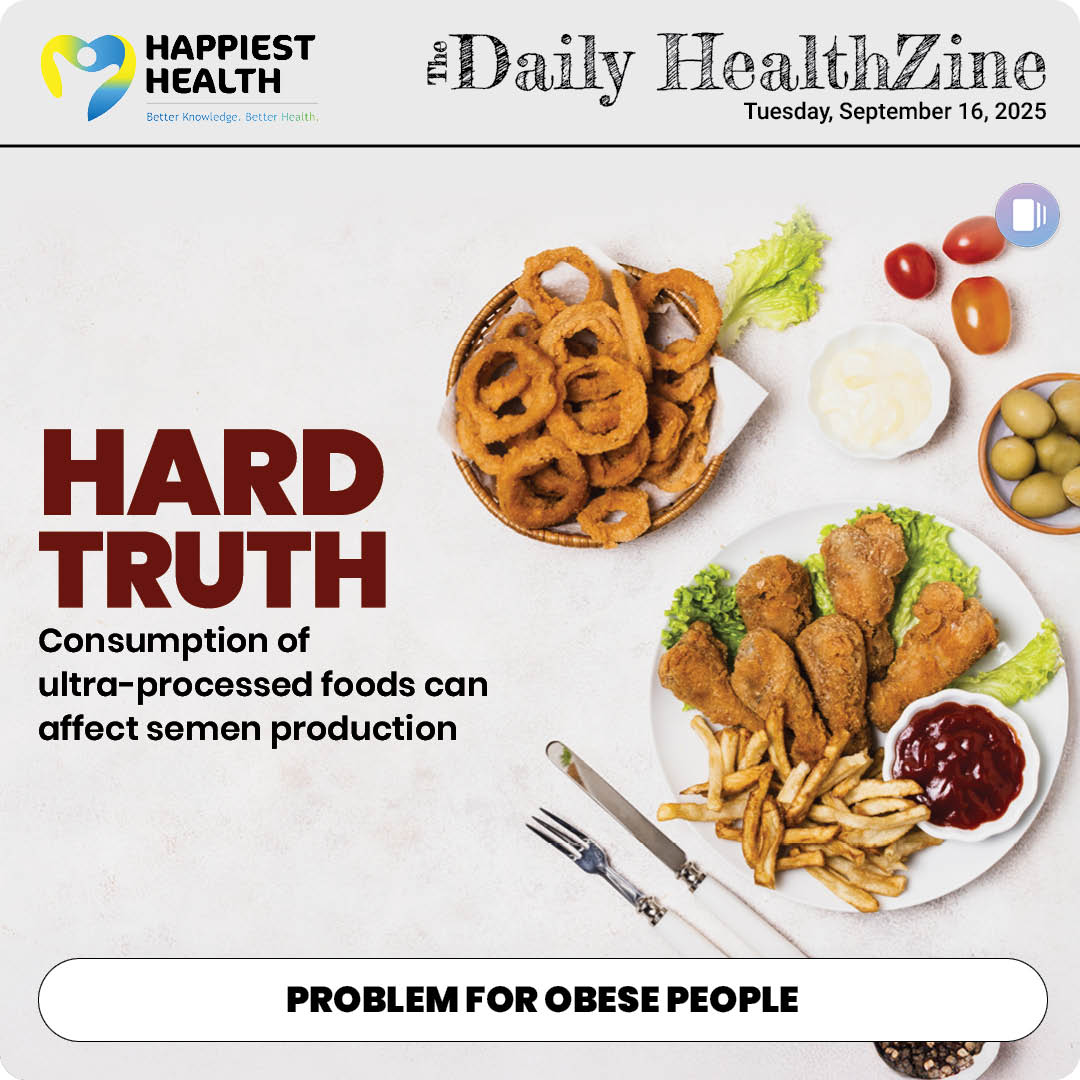 HAPPIEST
HEALTH
Better Knowledge. Better Health.
The Daily HealthZine
Tuesday, September 16, 2025
HARD
TRUTH
Consumption of
ultra-processed foods can
affect semen production
PROBLEM FOR OBESE PEOPLE